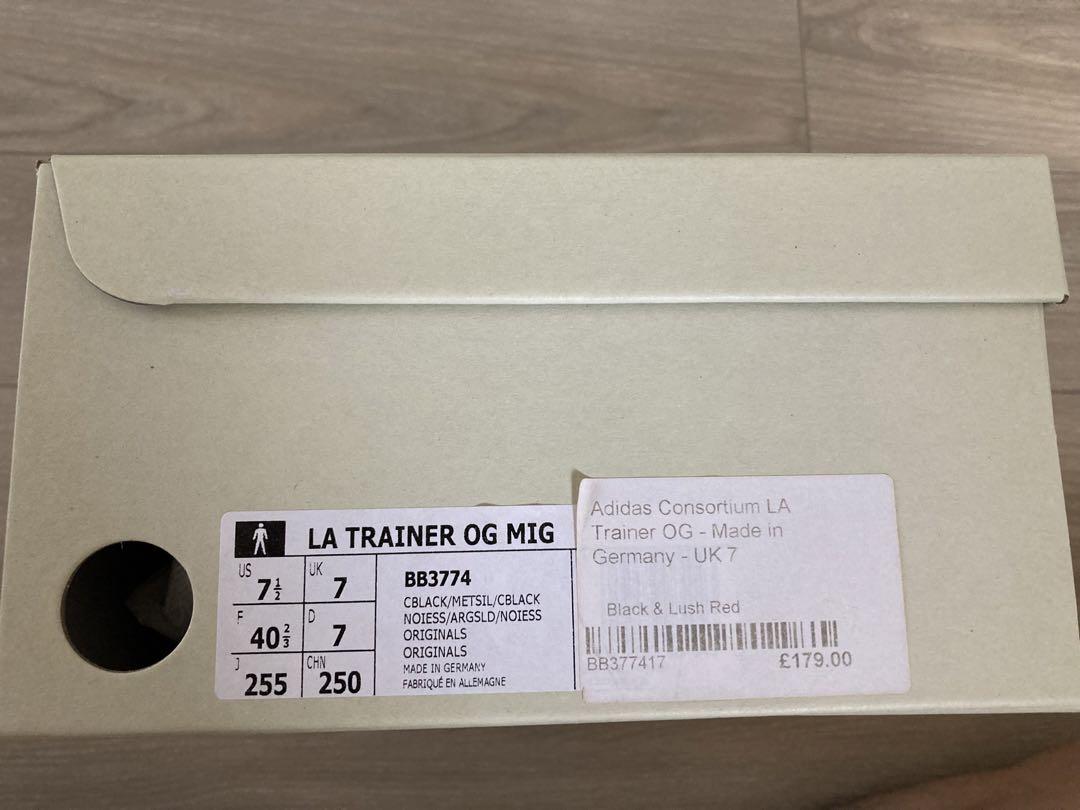 LA TRAINER OG MIG
US 7½
UK 7
F 40⅔
D 7
J 255
CHN 250
BB3774
CBLACK/METSIL/CBLACK
NOIESS/ARGSLD/NOIESS
ORIGINALS
ORIGINALS
MADE IN GERMANY
FABRIQUÉ EN ALLEMAGNE
Adidas Consortium LA
Trainer OG - Made in
Germany - UK 7
Black & Lush Red
BB377417 £179.00